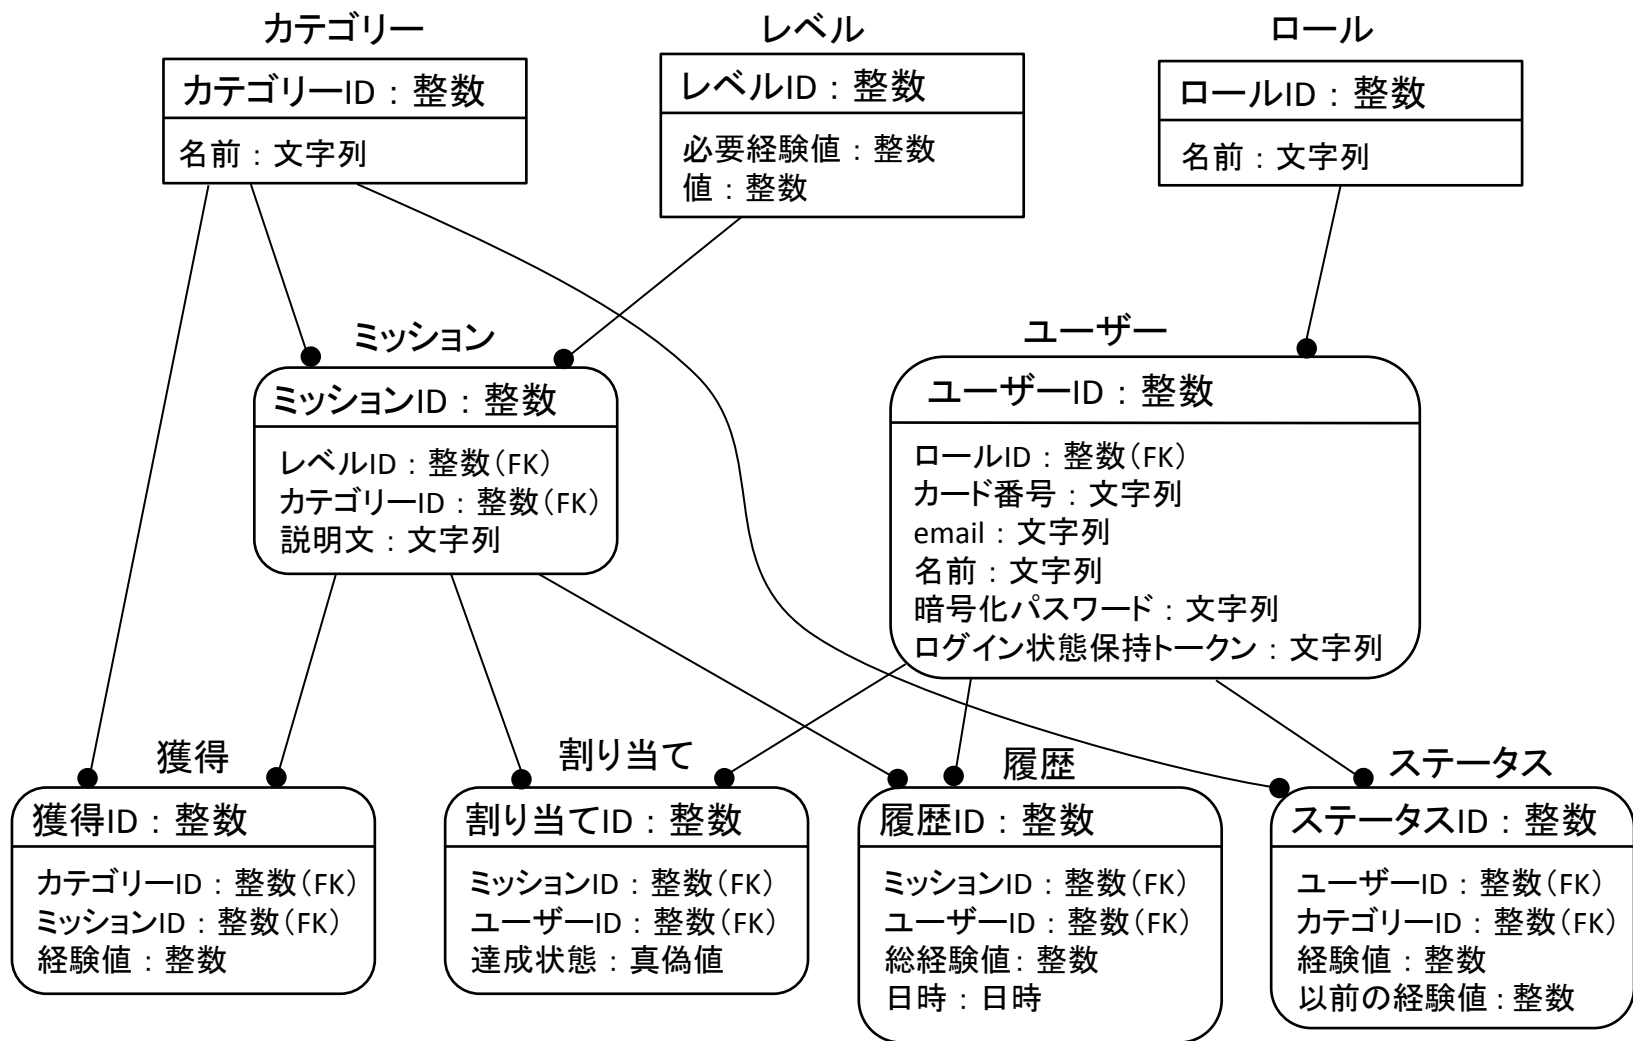 カテゴリー
カテゴリーID：整数
名前：文字列
レベル
レベルID：整数
必要経験値：整数
値：整数
ロール
ロールID：整数
名前：文字列
ミッション
ミッションID：整数
レベルID：整数（FK）
カテゴリーID：整数（FK）
説明文：文字列
ユーザー
ユーザーID：整数
ロールID：整数（FK）
カード番号：文字列
email：文字列
名前：文字列
暗号化パスワード：文字列
ログイン状態保持トークン：文字列
獲得
獲得ID：整数
カテゴリーID：整数（FK）
ミッションID：整数（FK）
経験値：整数
割り当て
割り当てID：整数
ミッションID：整数（FK）
ユーザーID：整数（FK）
達成状態：真偽値
履歴
履歴ID：整数
ミッションID：整数（FK）
ユーザーID：整数（FK）
総経験値：整数
日時：日時
ステータス
ステータスID：整数
ユーザーID：整数（FK）
カテゴリーID：整数（FK）
経験値：整数
以前の経験値：整数